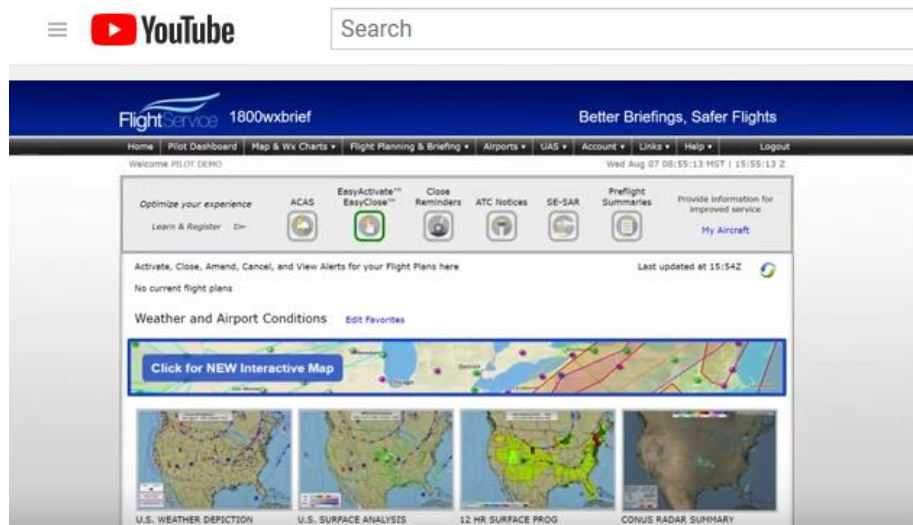 YouTube
Search
FlightService 1800wxbrief
Better Briefings, Safer Flights
Home Pilot Dashboard Map & Wx Charts Flight Planning & Briefing Airports UAS Account Links Help Logout
Welcome PILOT DEMO
Wed Aug 07 08:55:13 MST | 15:55:13 Z
Optimize your experience
Learn & Register
ACAS
EasyActivate™
EasyClose™
Close
Reminders
ATC Notices
SE-SAR
Preflight
Summaries
Provide information for
improved service
My Aircraft
Activate, Close, Amend, Cancel, and View Alerts for your Flight Plans here
Last updated at 15:54Z
No current flight plans
Weather and Airport Conditions Edit Favorites
Click for NEW Interactive Map
Chicago
Detroit
U.S. WEATHER DEPICTION
U.S. SURFACE ANALYSIS
12 HR SURFACE PROG
CONUS RADAR SUMMARY